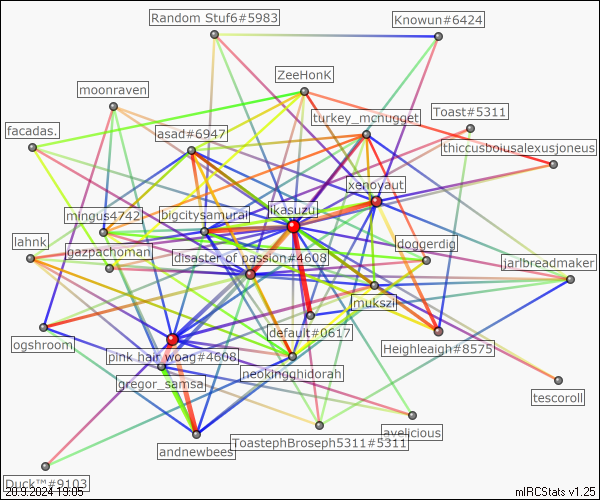 Random Stuf6#5983
Knowun#6424
ZeeHonK
moonraven
turkey_mcnugget
Toast#5311
facadas.
asad#6947
thiccusboiusalexusjoneus
xenovaut
mingus4742
bigcitysamurai
ikasuzu
lahnk
gazpachoman
doggerdig
disaster of passion#4608
jarlbreadmaker
mukszi
ogshroom
default#0617
Heighleaigh#8575
pink hair woag#4608
neokingghidorah
gregor_samsa
tescoroll
andnewbees
ToastephBroseph5311#5311
avelicious
Duck™#9103
20.9.2024 19:05
mIRCStats v1.25